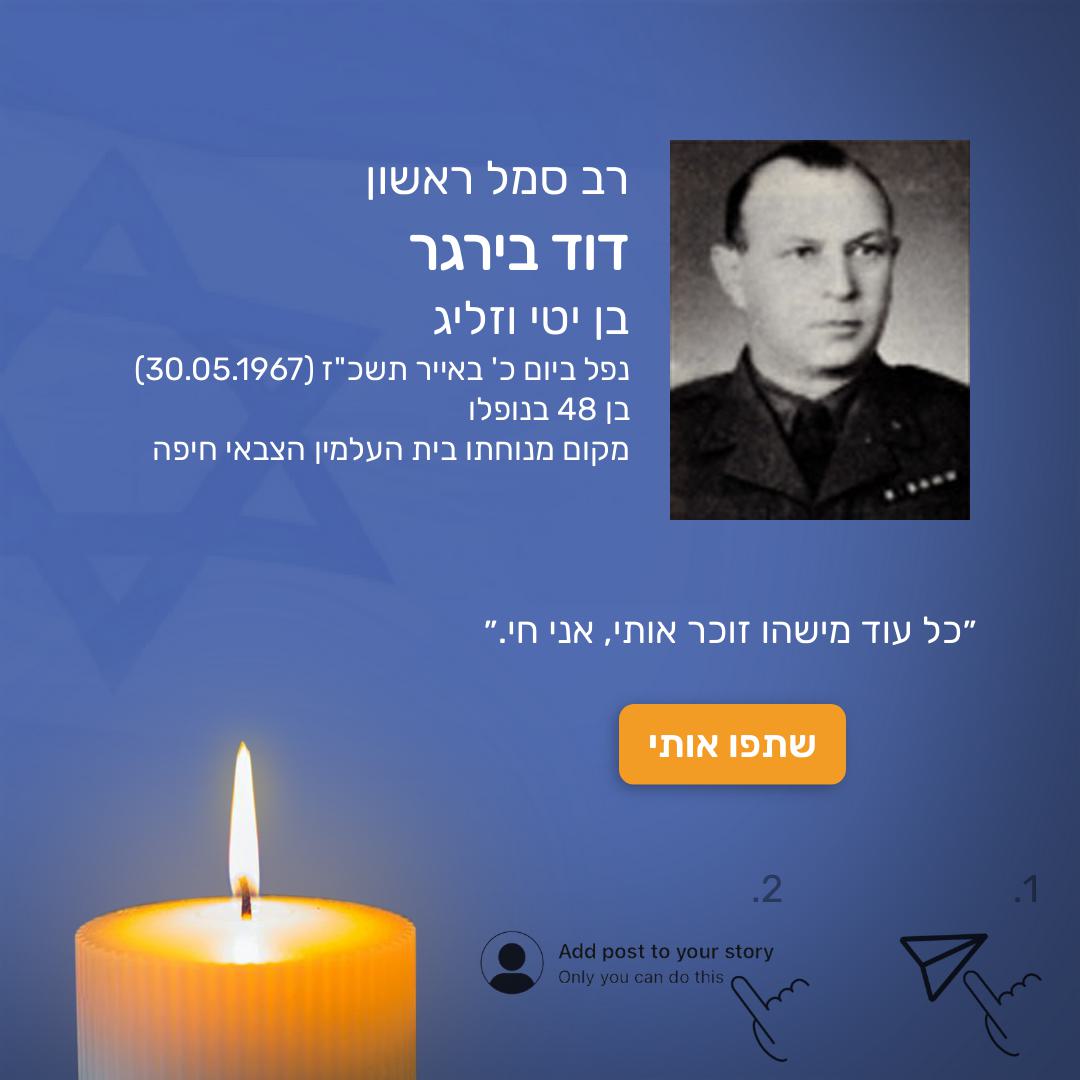 רב סמל ראשון
דוד בירגר
בן יטי וזליג
נפל ביום כ' באייר תשכ"ז (30.05.1967)
בן 48 בנופלו
מקום מנוחתו בית העלמין הצבאי חיפה
"כל עוד מישהו זוכר אותי, אני חי."
שתפו אותי
1.
2.
Add post to your story
Only you can do this